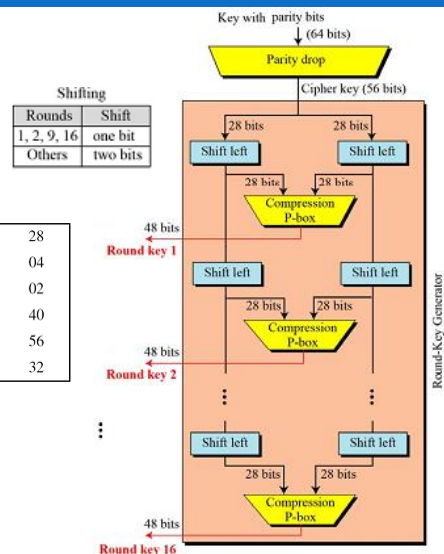 Key with parity bits
(64 bits)
Parity drop
Cipher key (56 bits)
Shifting
Rounds Shift
1, 2, 9, 16 one bit
Others two bits
28
04
02
40
56
32
28 bits 28 bits
Shift left Shift left
28 bits 28 bits
Compression
P-box
48 bits
Round key 1
Shift left Shift left
28 bits 28 bits
Compression
P-box
48 bits
Round key 2
Shift left Shift left
28 bits 28 bits
Compression
P-box
48 bits
Round key 16
Round-Key Generator